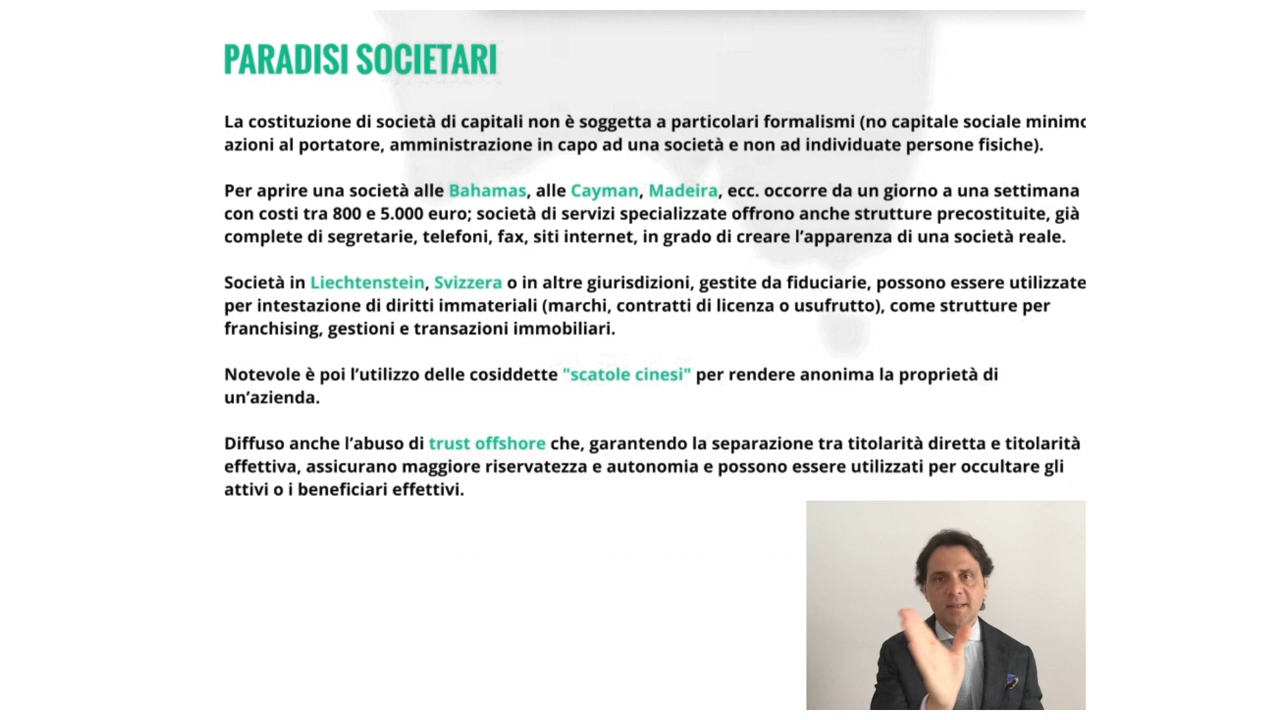 PARADISI SOCIETARI
La costituzione di società di capitali non è soggetta a particolari formalismi (no capitale sociale minimo
azioni al portatore, amministrazione in capo ad una società e non ad individuate persone fisiche).
Per aprire una società alle Bahamas, alle Cayman, Madeira, ecc. occorre da un giorno a una settimana
con costi tra 800 e 5.000 euro; società di servizi specializzate offrono anche strutture precostituite, già
complete di segretarie, telefoni, fax, siti internet, in grado di creare l’apparenza di una società reale.
Società in Liechtenstein, Svizzera o in altre giurisdizioni, gestite da fiduciarie, possono essere utilizzate
per intestazione di diritti immateriali (marchi, contratti di licenza o usufrutto), come strutture per
franchising, gestioni e transazioni immobiliari.
Notevole è poi l’utilizzo delle cosiddette "scatole cinesi" per rendere anonima la proprietà di
un’azienda.
Diffuso anche l’abuso di trust offshore che, garantendo la separazione tra titolarità diretta e titolarità
effettiva, assicurano maggiore riservatezza e autonomia e possono essere utilizzati per occultare gli
attivi o i beneficiari effettivi.